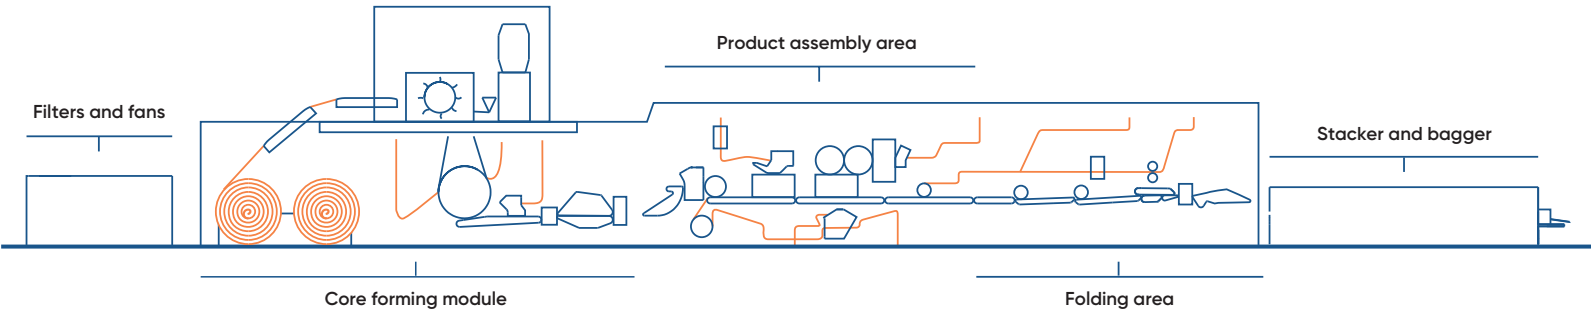 Product assembly area
Filters and fans
Stacker and bagger
Core forming module
Folding area